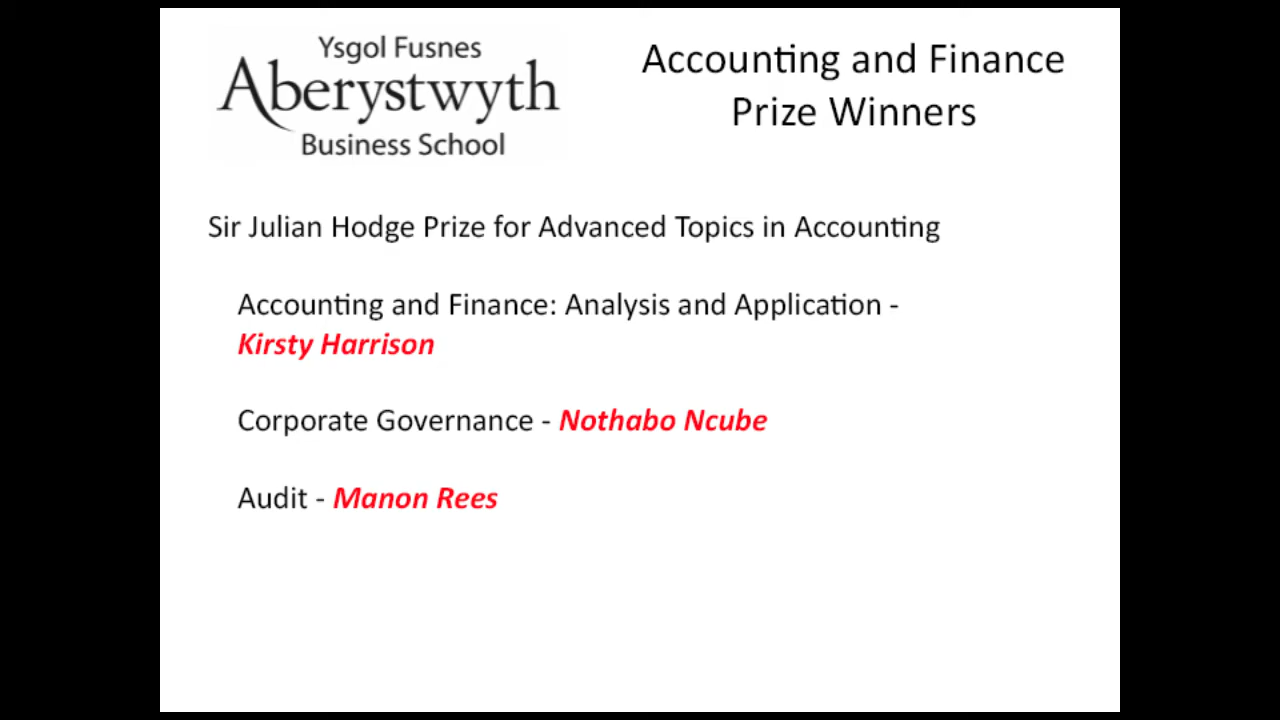 Ysgol Fusnes
Aberystwyth
Business School
Accounting and Finance
Prize Winners
Sir Julian Hodge Prize for Advanced Topics in Accounting
Accounting and Finance: Analysis and Application -
Kirsty Harrison
Corporate Governance - Nothabo Ncube
Audit - Manon Rees